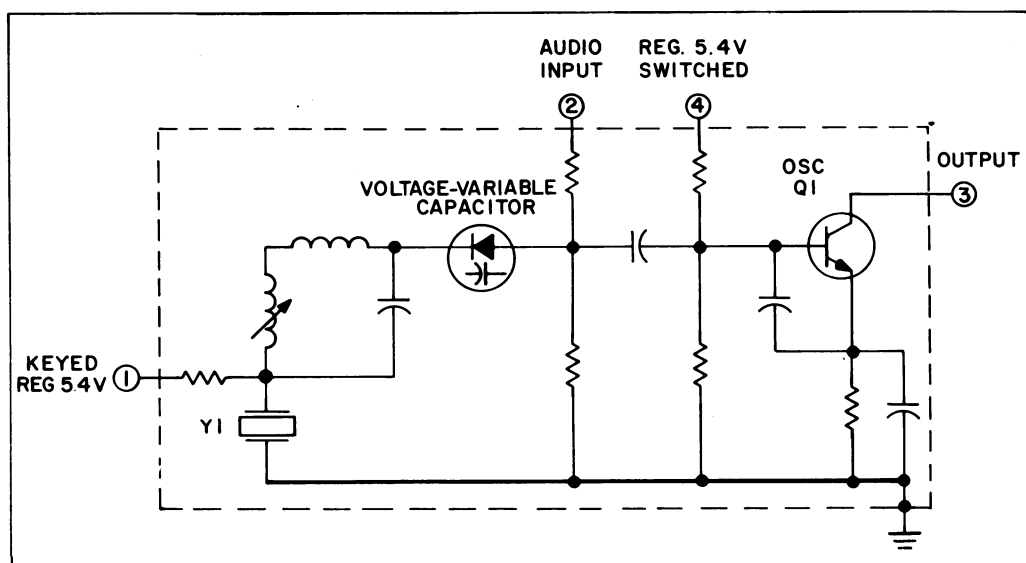 AUDIO
INPUT
REG. 5.4V
SWITCHED
2
4
OUTPUT
3
OSC
Q1
VOLTAGE-VARIABLE
CAPACITOR
KEYED
REG 5.4V
1
Y1